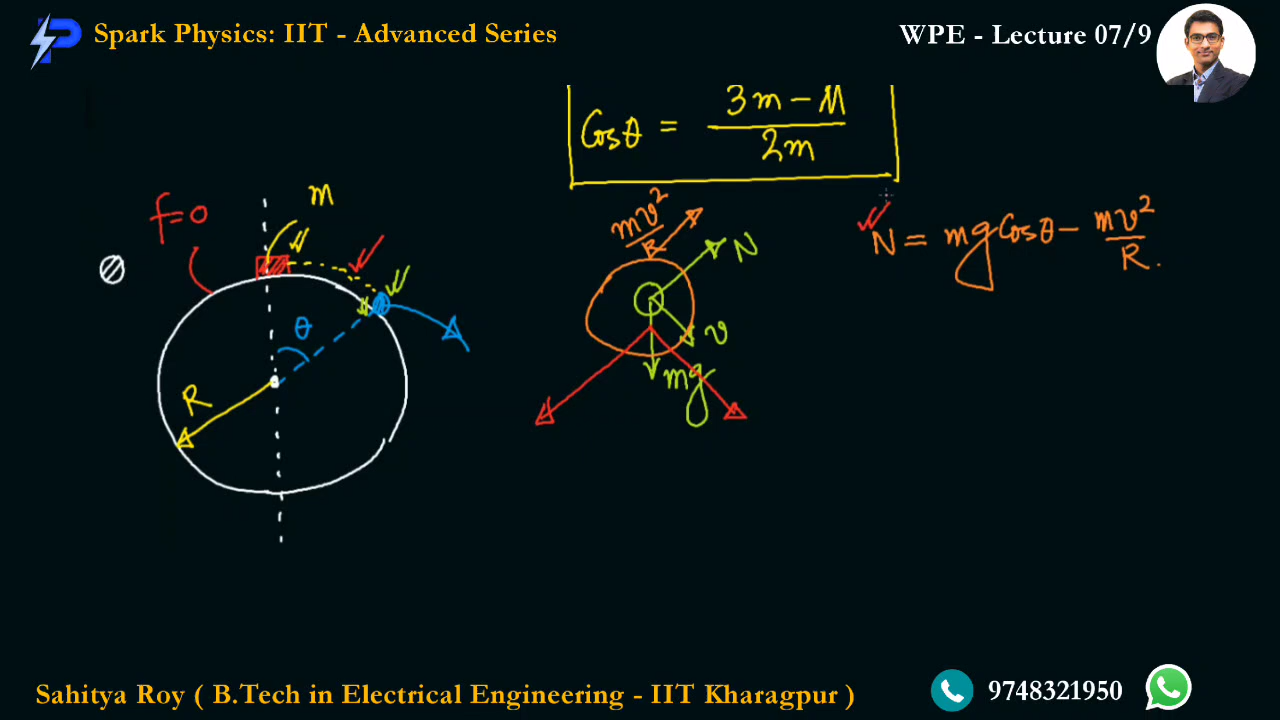 Spark Physics: IIT - Advanced Series
WPE - Lecture 07/9
Cosθ = (3m - M)/2m
f=0
m
θ
R
mv²/R
N
v
mg
N = mg Cosθ - mv²/R.
Sahitya Roy ( B.Tech in Electrical Engineering - IIT Kharagpur )
9748321950